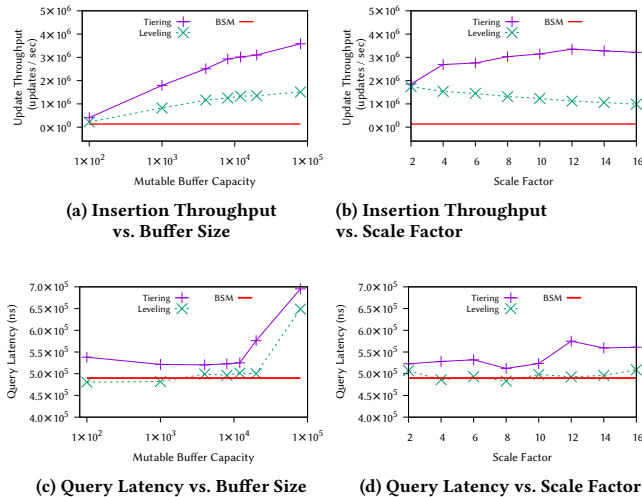 Tiering
Leveling
BSM
Update Throughput
(updates / sec)
5×10⁶
4×10⁶
3×10⁶
2×10⁶
1×10⁶
0×10⁰
1×10² 1×10³ 1×10⁴ 1×10⁵
Mutable Buffer Capacity
(a) Insertion Throughput
vs. Buffer Size
Tiering
Leveling
BSM
Update Throughput
(updates / sec)
5×10⁶
4×10⁶
3×10⁶
2×10⁶
1×10⁶
0×10⁰
2 4 6 8 10 12 14 16
Scale Factor
(b) Insertion Throughput
vs. Scale Factor
Tiering
Leveling
BSM
Query Latency (ns)
7.0×10⁵
6.5×10⁵
6.0×10⁵
5.5×10⁵
5.0×10⁵
4.5×10⁵
4.0×10⁵
1×10² 1×10³ 1×10⁴ 1×10⁵
Mutable Buffer Capacity
(c) Query Latency vs. Buffer Size
Tiering
Leveling
BSM
Query Latency (ns)
7.0×10⁵
6.5×10⁵
6.0×10⁵
5.5×10⁵
5.0×10⁵
4.5×10⁵
4.0×10⁵
2 4 6 8 10 12 14 16
Scale Factor
(d) Query Latency vs. Scale Factor